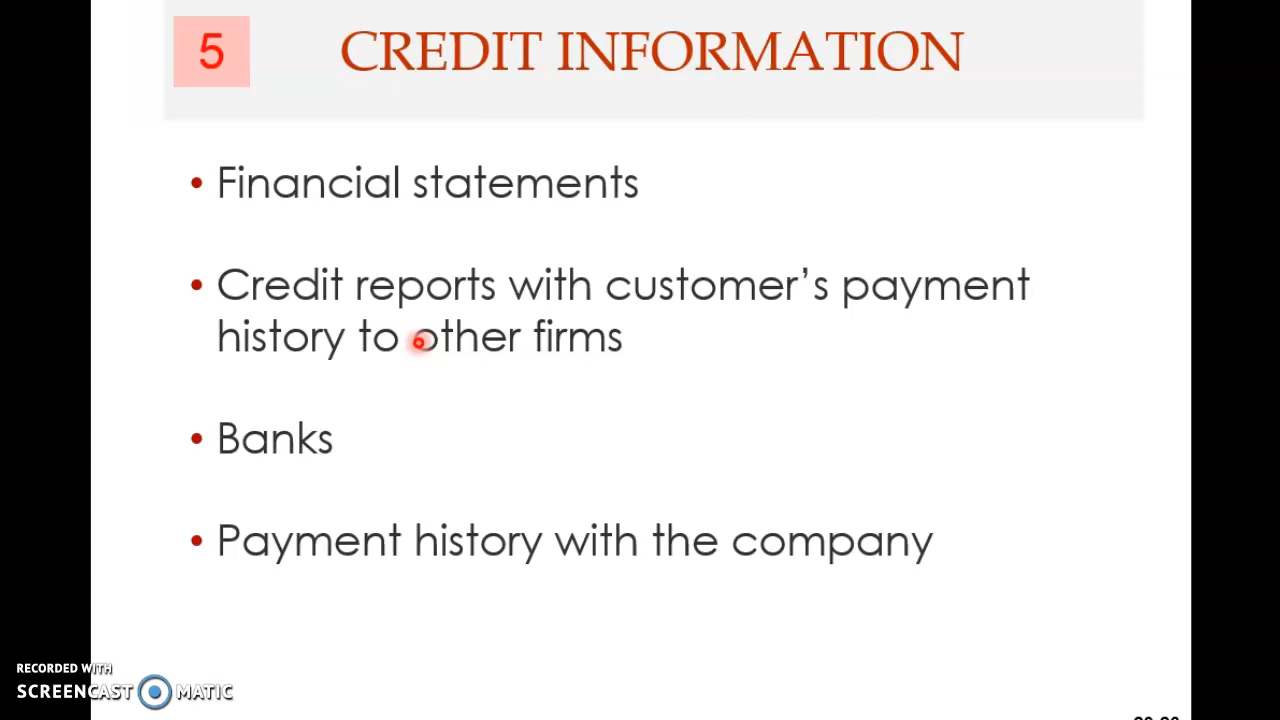 5
CREDIT INFORMATION
• Financial statements
• Credit reports with customer’s payment
history to other firms
• Banks
• Payment history with the company
RECORDED WITH
SCREENCAST MATIC